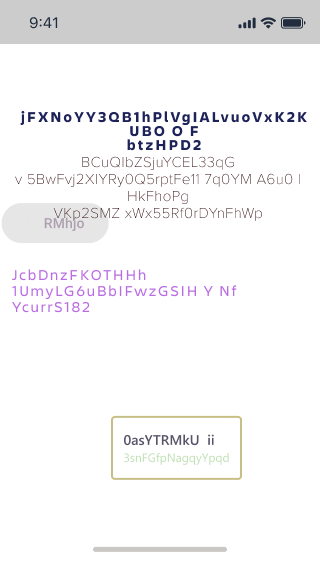 9:41
jFXNoYY3QB1hPlVgIALvuoVxK2K
UBO O F
btzHPD2
BCuQIbZSjuYCEL33qG
v 5BwFvj2XIYRy0Q5rptFe11 7q0YM A6u0 I
HkFhoPg
VKp2SMZ xWx55Rf0rDYnFhWp
RMhjo
JcbDnzFKOTHHh
1UmyLG6uBbIFwzGSIH Y Nf
YcurrS182
0asYTRMkU ii
3snFGfpNagqyYpqd